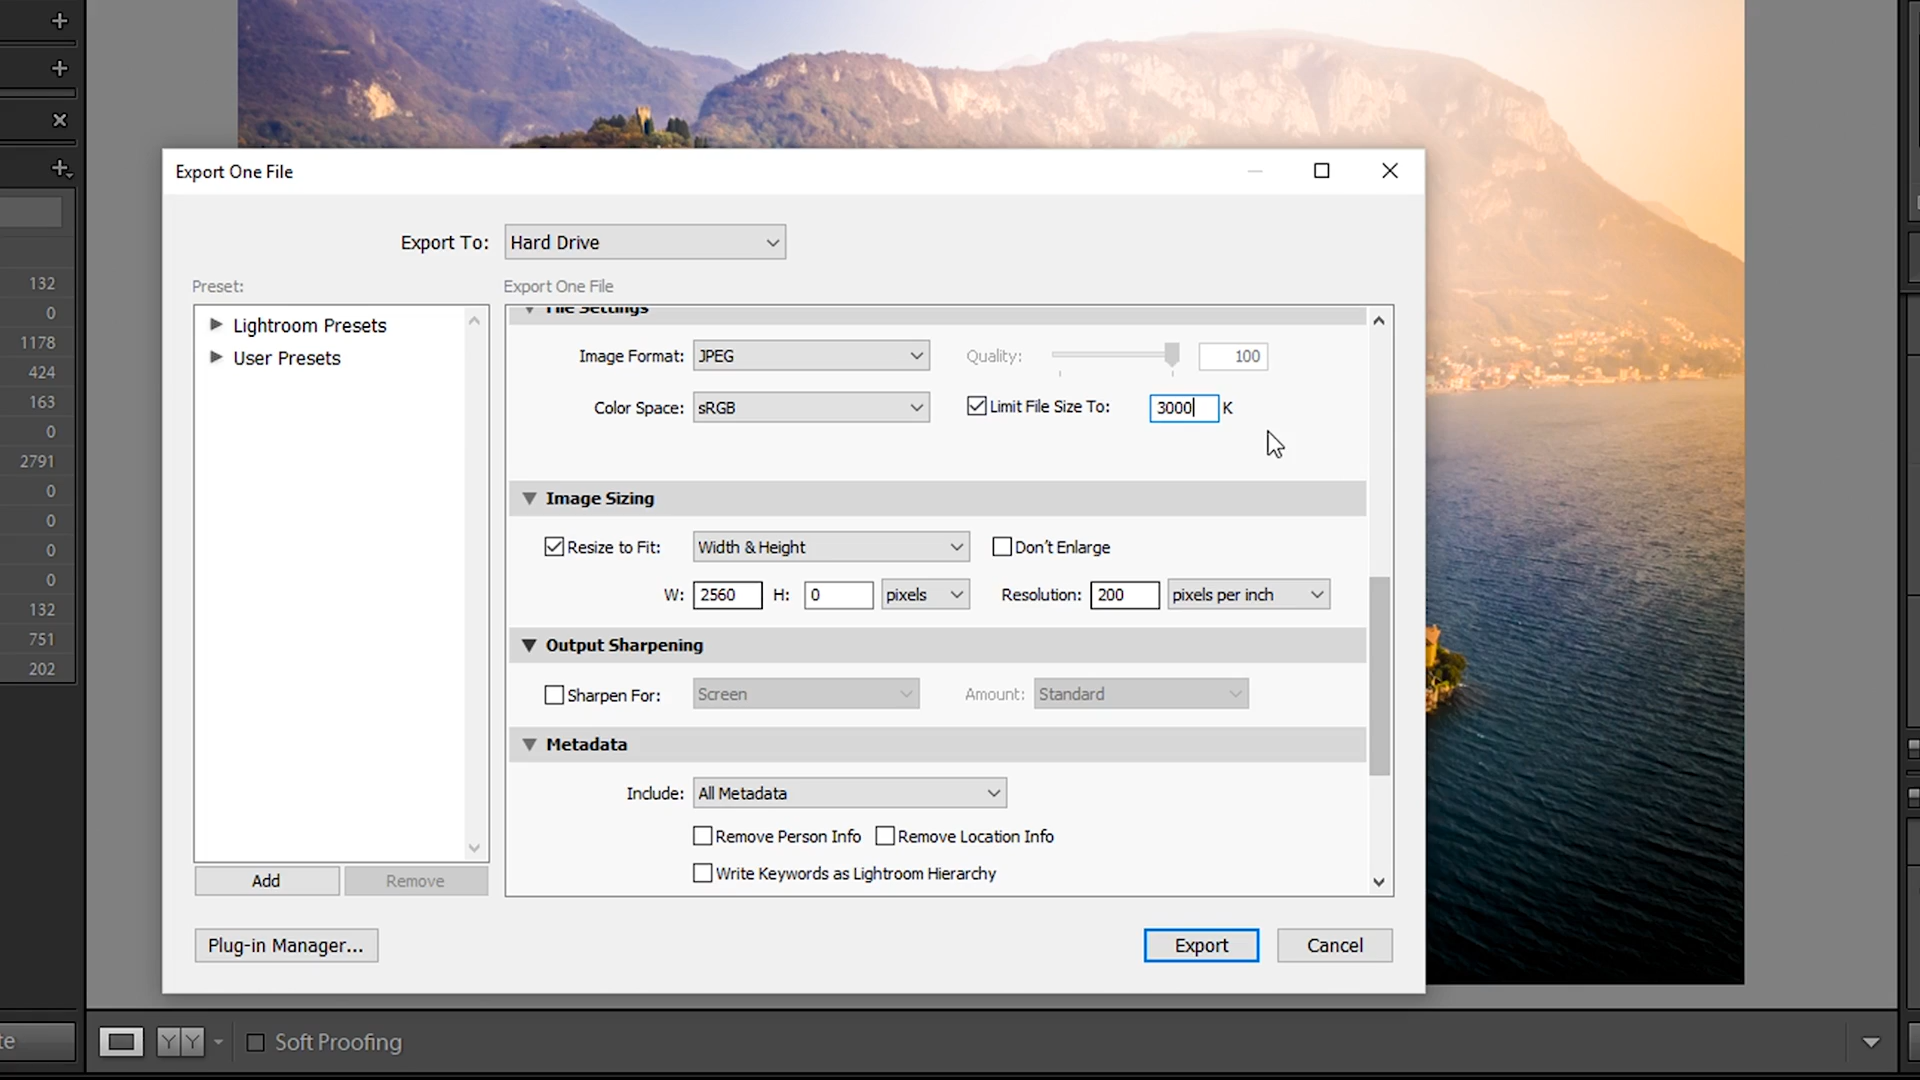 Export One File
Export To: Hard Drive
Preset:
Export One File
Lightroom Presets
User Presets
File Settings
Image Format: JPEG Quality: 100
Color Space: sRGB Limit File Size To: 3000 K
Image Sizing
Resize to Fit: Width & Height Don't Enlarge
W: 2560 H: 0 pixels Resolution: 200 pixels per inch
Output Sharpening
Sharpen For: Screen Amount: Standard
Metadata
Include: All Metadata
Remove Person Info Remove Location Info
Write Keywords as Lightroom Hierarchy
Add Remove
Plug-in Manager... Export Cancel
132
0
1178
424
163
0
2791
0
0
0
0
132
751
202
te
YY Soft Proofing